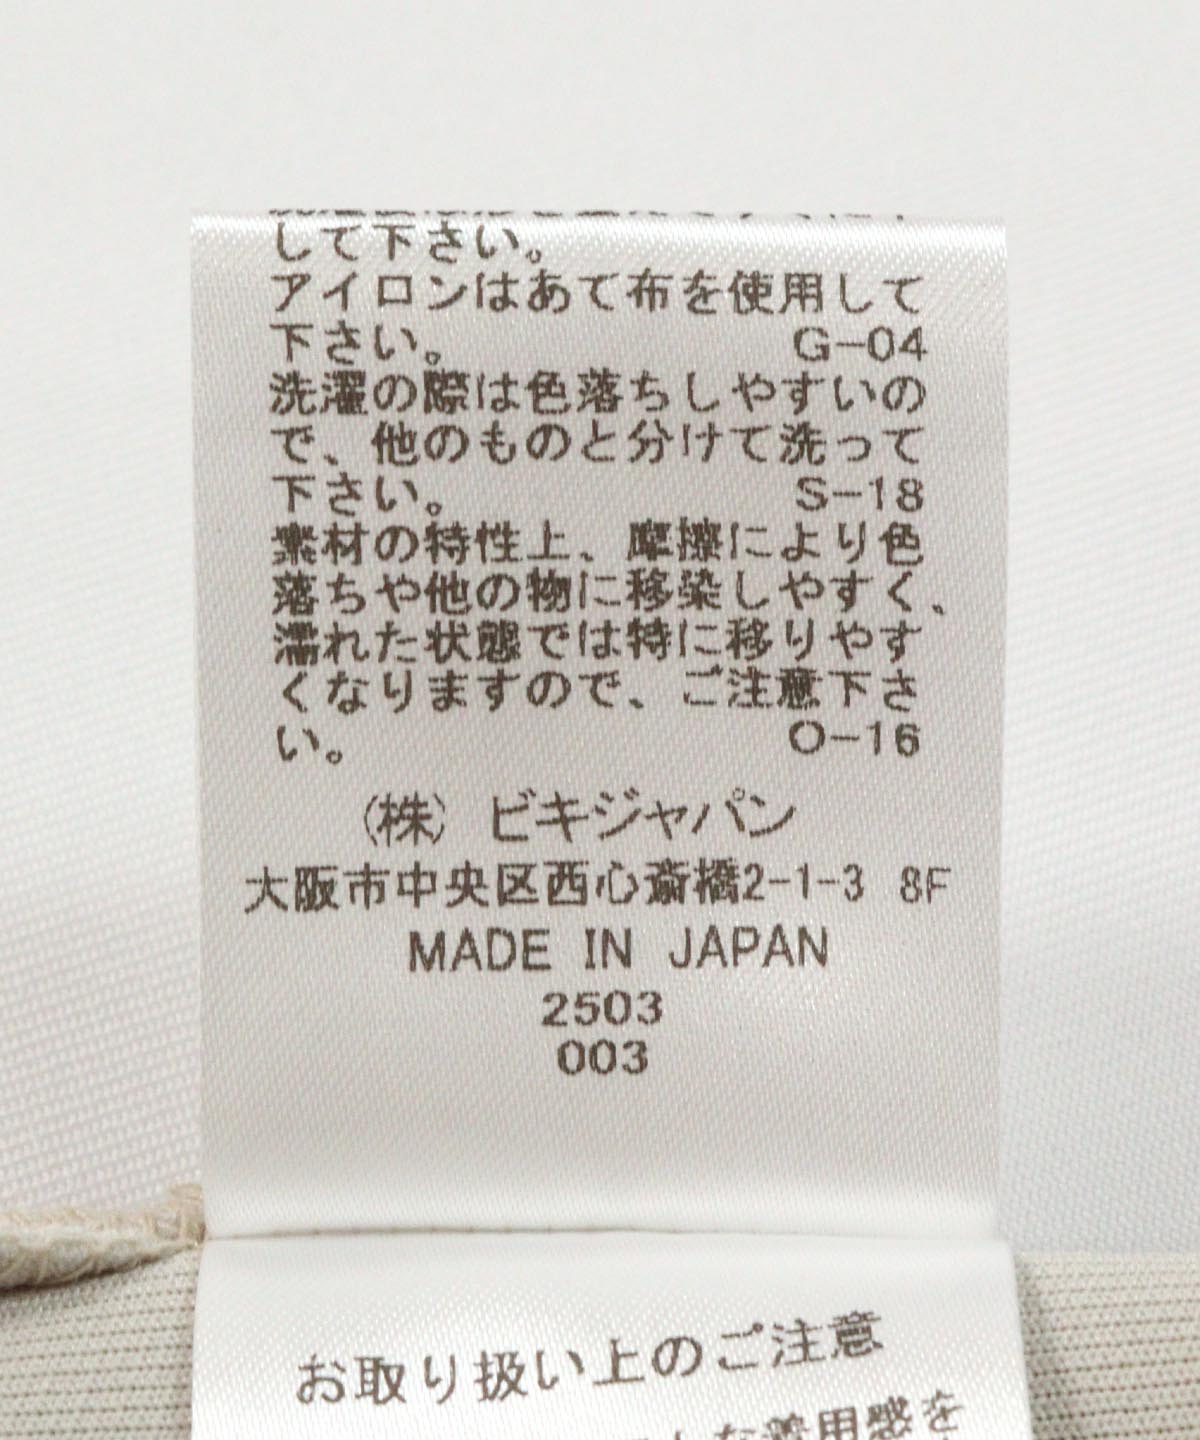 して下さい。
アイロンはあて布を使用して
下さい。 G-04
洗濯の際は色落ちしやすいの
で、他のものと分けて洗って
下さい。 S-18
素材の特性上、摩擦により色
落ちや他の物に移染しやすく、
濡れた状態では特に移りやす
くなりますので、ご注意下さ
い。 O-16
(株) ビキジャパン
大阪市中央区西心斎橋2-1-3 8F
MADE IN JAPAN
2503
003
お取り扱い上のご注意
な着用感を